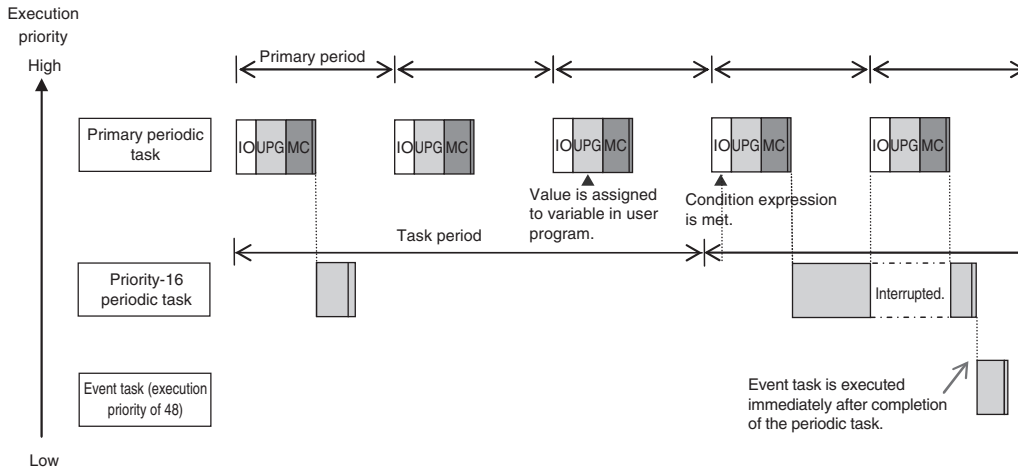 Execution
priority
High
Primary period
Primary periodic
task
IO UPG MC
IO UPG MC
IO UPG MC
IO UPG MC
IO UPG MC
Value is assigned
to variable in user
program.
Condition expression
is met.
Task period
Priority-16
periodic task
Interrupted.
Event task (execution
priority of 48)
Event task is executed
immediately after completion
of the periodic task.
Low